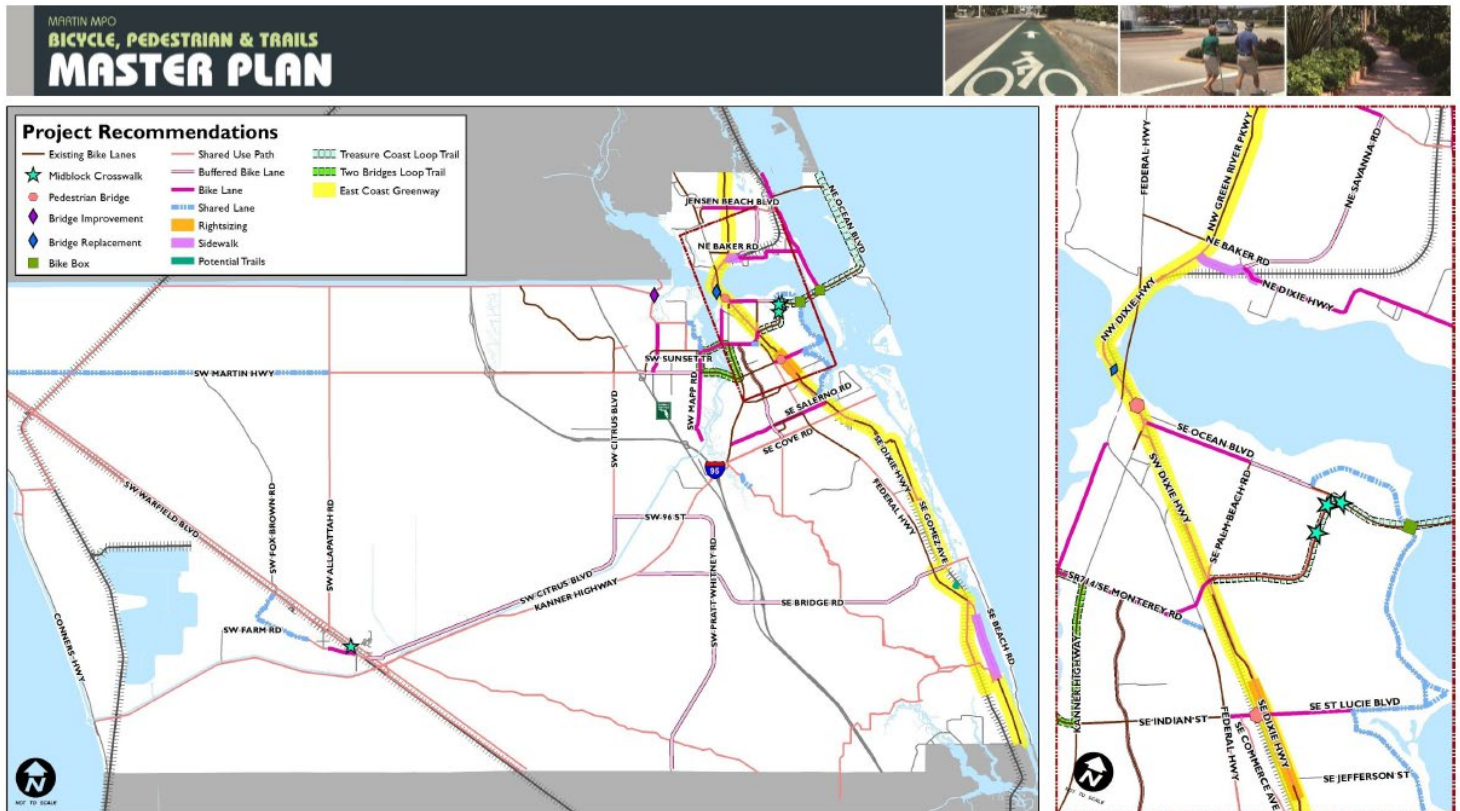 MARTIN MPO
BICYCLE, PEDESTRIAN & TRAILS
MASTER PLAN
Project Recommendations
Existing Bike Lanes
Midblock Crosswalk
Pedestrian Bridge
Bridge Improvement
Bridge Replacement
Bike Box
Shared Use Path
Buffered Bike Lane
Bike Lane
Shared Lane
Rightsizing
Sidewalk
Potential Trails
Treasure Coast Loop Trail
Two Bridges Loop Trail
East Coast Greenway
JENSEN BEACH BLVD
NE OCEAN BLVD
NE BAKER RD
SW SUNSET TR
SW MARTIN HWY
SW MAPP RD
SW CITRUS BLVD
SE SALERNO RD
SE COVE RD
95
SE DIXIE HWY
FEDERAL HWY
SE GOMEZ AVE
SW WARFIELD BLVD
SW FOX BROWN RD
SW ALLAPATTAH RD
SW 96 ST
SW CITRUS BLVD
KANNER HIGHWAY
SW PRATT WHITNEY RD
SE BRIDGE RD
SE BEACH RD
SW FARM RD
CONNERS HWY
N
NOT TO SCALE
FEDERAL HWY
NW GREEN RIVER PKWY
NE SAVANNA RD
NE BAKER RD
NE DIXIE HWY
NW DIXIE HWY
SE OCEAN BLVD
SW DIXIE HWY
SE PALM BEACH RD
SR714/SE MONTEREY RD
KANNER HIGHWAY
SE INDIAN ST
SE ST LUCIE BLVD
FEDERAL HWY
SE COMMERCE AVE
SE DIXIE HWY
SE JEFFERSON ST
N
NOT TO SCALE